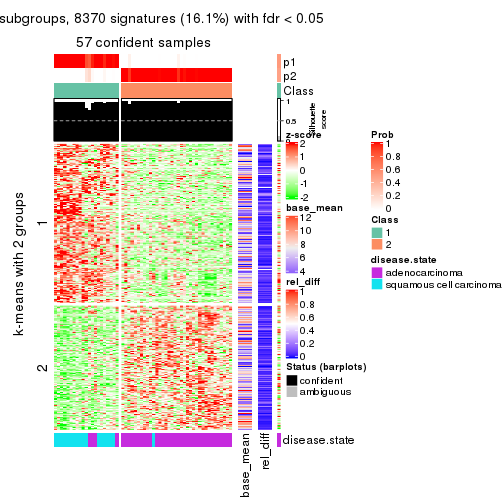 subgroups, 8370 signatures (16.1%) with fdr < 0.05
57 confident samples
p1
p2
Class
1
0.5
0
Silhouette
score
k-means with 2 groups
1
2
base_mean
rel_diff
disease.state
z-score
2
1
0
-1
-2
base_mean
12
10
8
6
4
rel_diff
1
0.8
0.6
0.4
0.2
0
Status (barplots)
confident
ambiguous
Prob
1
0.8
0.6
0.4
0.2
0
Class
1
2
disease.state
adenocarcinoma
squamous cell carcinoma